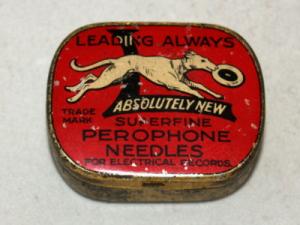 LEADING ALWAYS
ABSOLUTELY NEW
TRADE
MARK
SUPERFINE
PEROPHONE
NEEDLES
FOR ELECTRICAL RECORDS.